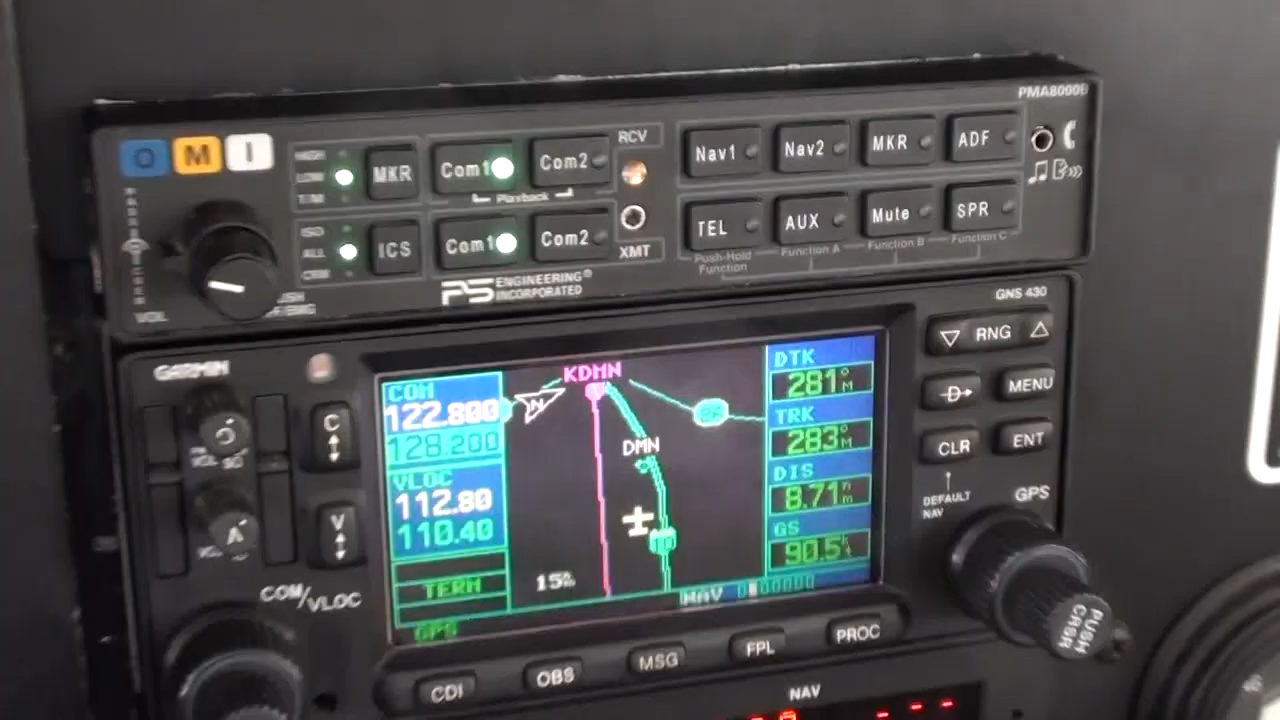 PMA8000B
O M I
HIGH
LOW
T/M
MKR
Com1 Com2
RCV
Nav1 Nav2 MKR ADF
Playback
ISO
ALL
CRW
ICS
Com1 Com2
XMT
TEL AUX Mute SPR
Push-Hold
Function
Function A Function B Function C
VOL
PS ENGINEERING®
INCORPORATED
GNS 430
GARMIN
RNG
C
V
COM
122.800
128.200
VLOC
112.80
110.40
TERM
GPS
KDMN
N
DMN
15
NAV
DTK
281°M
TRK
283°M
DIS
8.71
GS
90.5
D
MENU
CLR ENT
DEFAULT
NAV
GPS
PUSH
CRSR
COM/VLOC
CDI OBS MSG FPL PROC
NAV